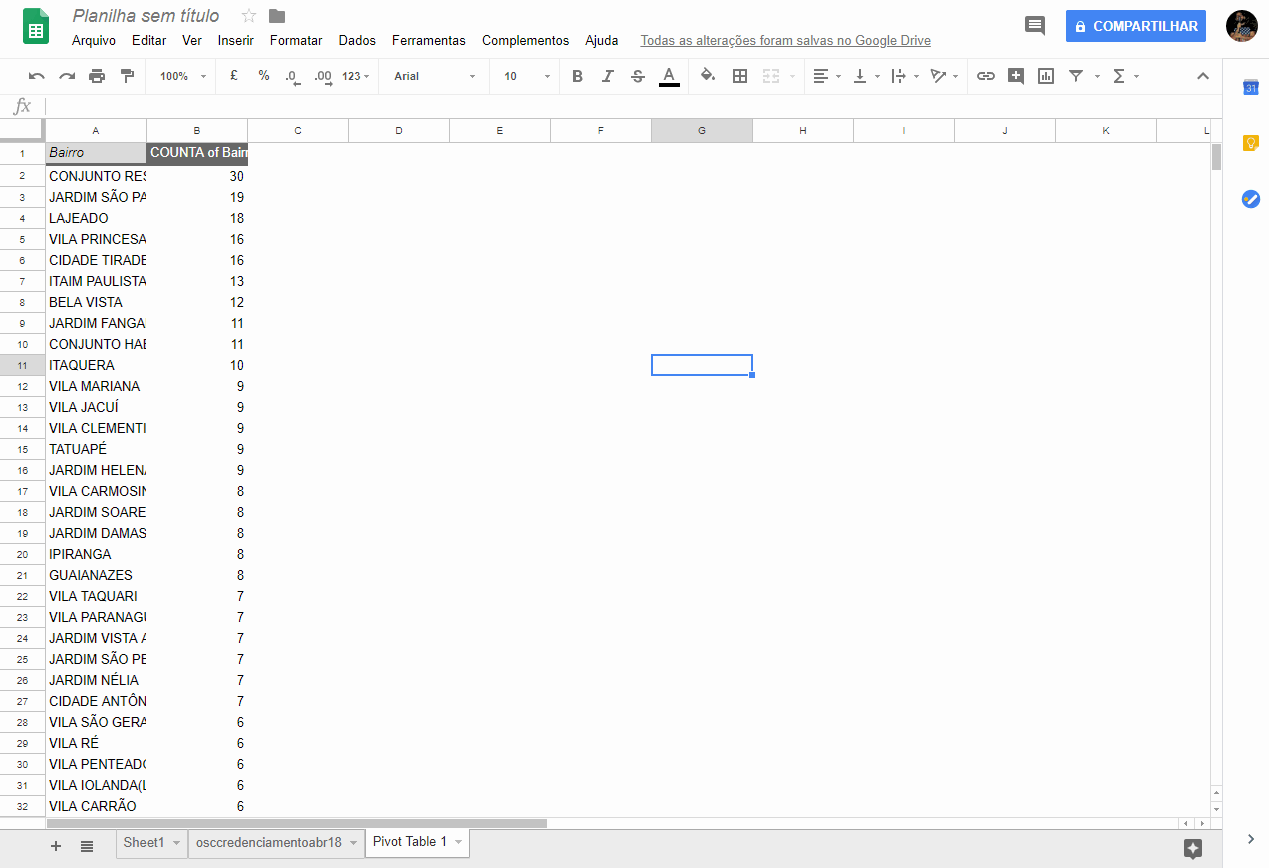 Planilha sem título
Arquivo Editar Ver Inserir Formatar Dados Ferramentas Complementos Ajuda Todas as alterações foram salvas no Google Drive
COMPARTILHAR
100% £ % .0 .00 123 Arial 10 B I S A
31
fx
A B C D E F G H I J K L
1 Bairro COUNTA of Bairr
2 CONJUNTO RES 30
3 JARDIM SÃO PA 19
4 LAJEADO 18
5 VILA PRINCESA 16
6 CIDADE TIRADE 16
7 ITAIM PAULISTA 13
8 BELA VISTA 12
9 JARDIM FANGA 11
10 CONJUNTO HAB 11
11 ITAQUERA 10
12 VILA MARIANA 9
13 VILA JACUÍ 9
14 VILA CLEMENTI 9
15 TATUAPÉ 9
16 JARDIM HELENA 9
17 VILA CARMOSIN 8
18 JARDIM SOARE 8
19 JARDIM DAMAS 8
20 IPIRANGA 8
21 GUAIANAZES 8
22 VILA TAQUARI 7
23 VILA PARANAGU 7
24 JARDIM VISTA A 7
25 JARDIM SÃO PE 7
26 JARDIM NÉLIA 7
27 CIDADE ANTÔN 7
28 VILA SÃO GERA 6
29 VILA RÉ 6
30 VILA PENTEADO 6
31 VILA IOLANDA(L 6
32 VILA CARRÃO 6
Sheet1 osccredenciamentoabr18 Pivot Table 1